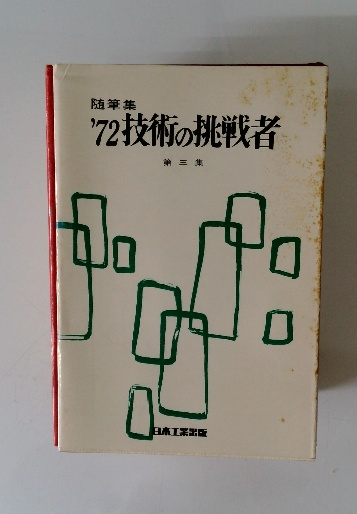 随筆集
'72技術の挑戦者
第三集
日本工業出版